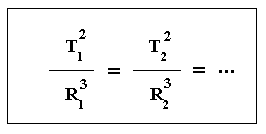 T₁²/R₁³ = T₂²/R₂³ = ...